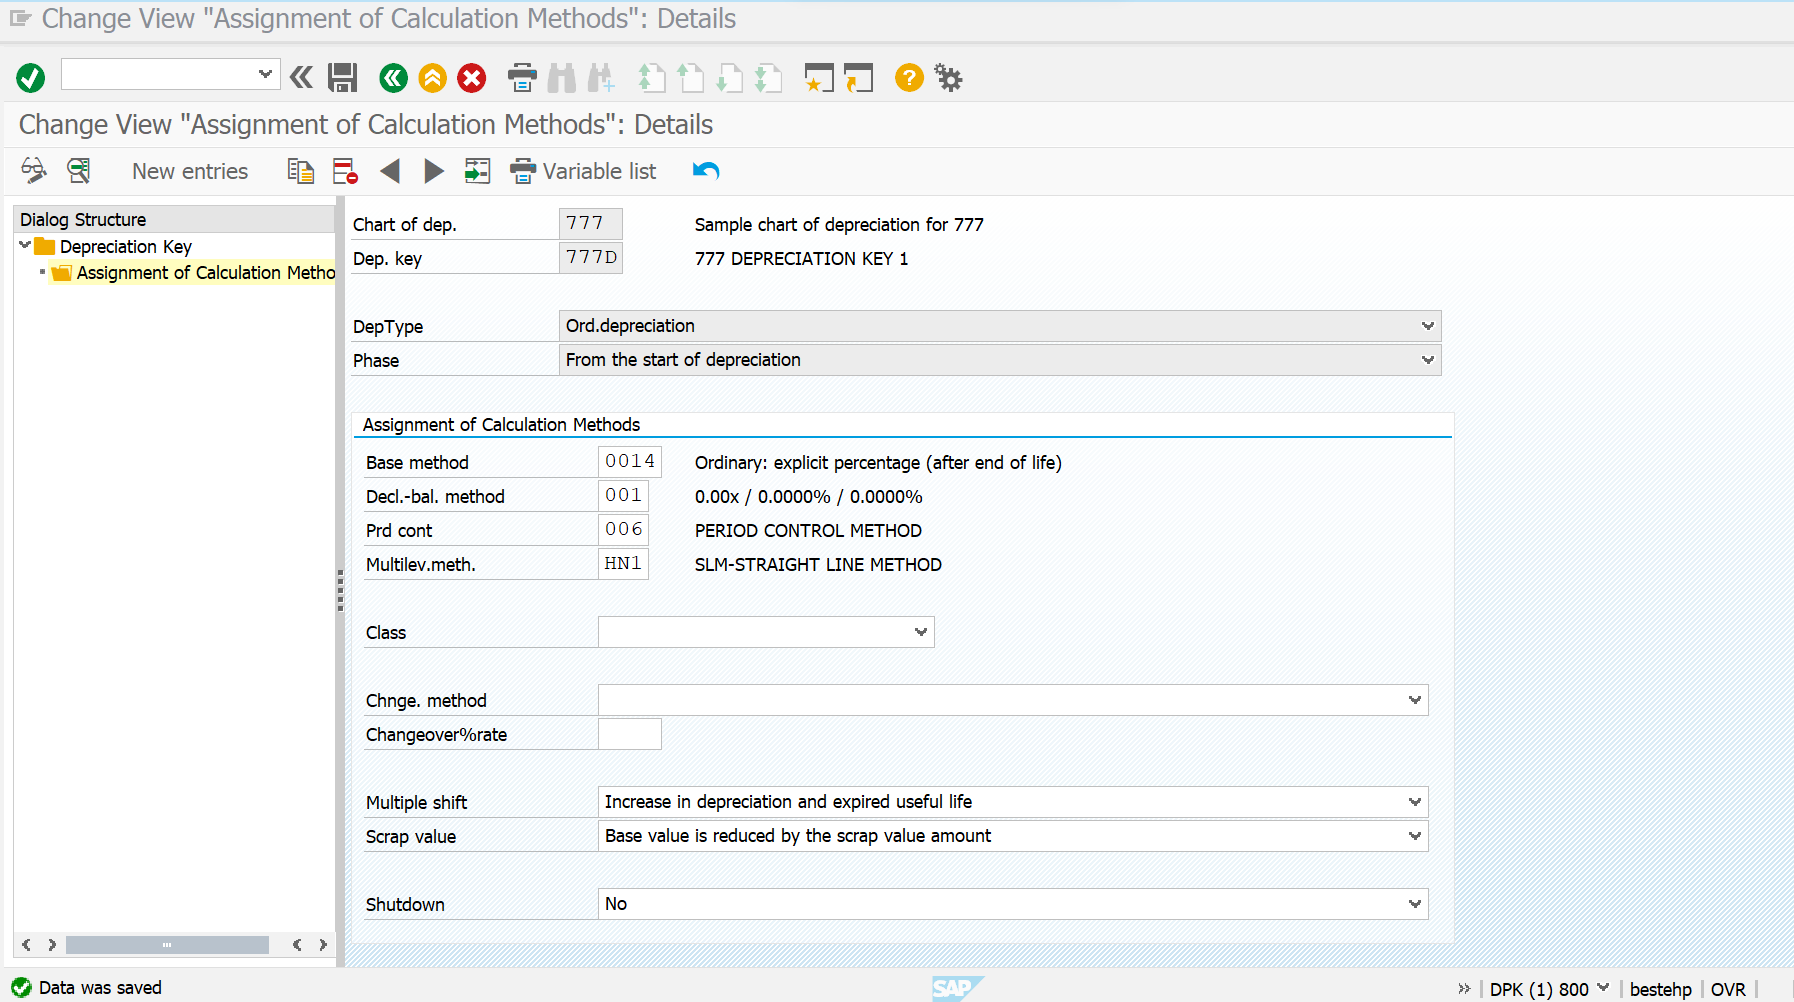 Change View "Assignment of Calculation Methods": Details
Change View "Assignment of Calculation Methods": Details
New entries
Variable list
Dialog Structure
Depreciation Key
Assignment of Calculation Metho
Chart of dep. 777 Sample chart of depreciation for 777
Dep. key 777D 777 DEPRECIATION KEY 1
DepType Ord.depreciation
Phase From the start of depreciation
Assignment of Calculation Methods
Base method 0014 Ordinary: explicit percentage (after end of life)
Decl.-bal. method 001 0.00x / 0.0000% / 0.0000%
Prd cont 006 PERIOD CONTROL METHOD
Multilev.meth. HN1 SLM-STRAIGHT LINE METHOD
Class
Chnge. method
Changeover%rate
Multiple shift Increase in depreciation and expired useful life
Scrap value Base value is reduced by the scrap value amount
Shutdown No
Data was saved
SAP
DPK (1) 800
bestehp
OVR